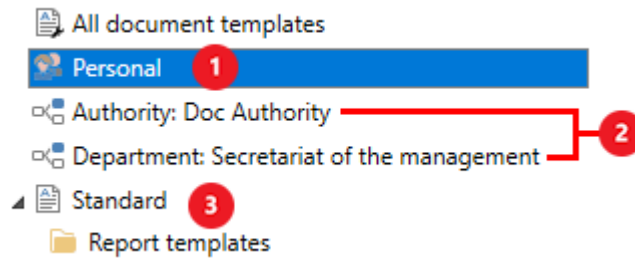 All document templates
Personal 1
Authority: Doc Authority
2
Department: Secretariat of the management
Standard 3
Report templates